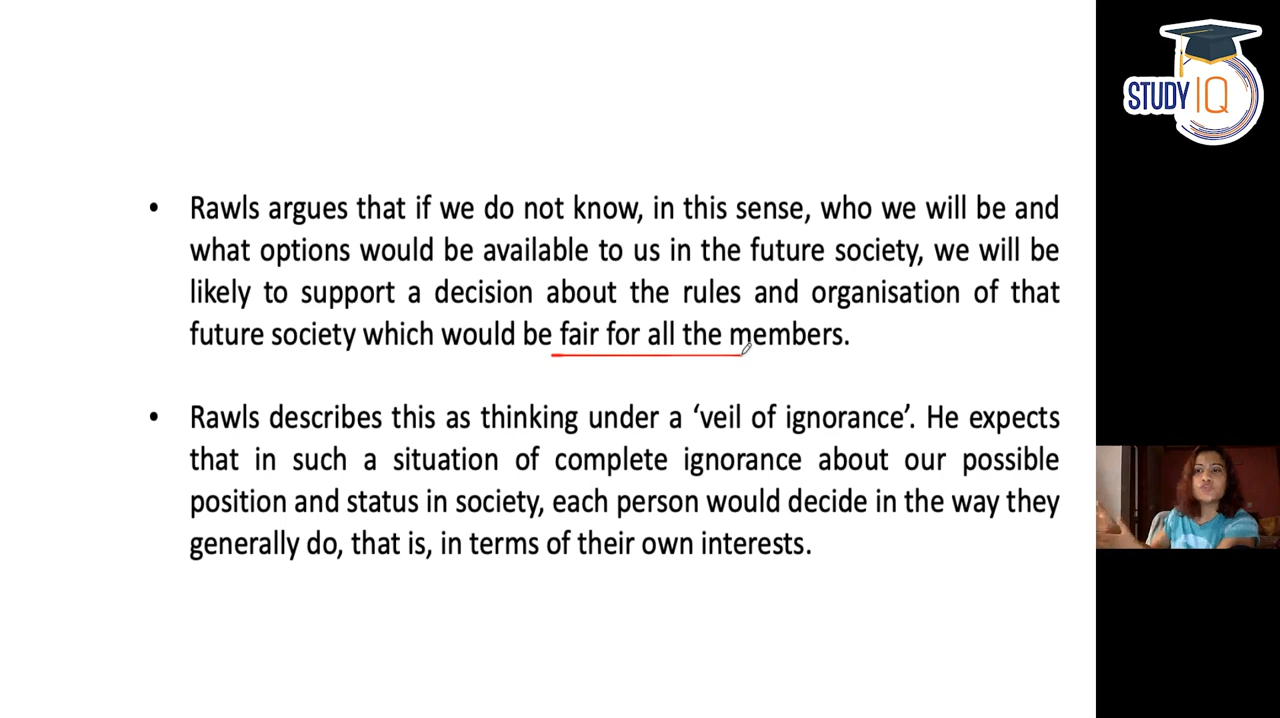 STUDY IQ
• Rawls argues that if we do not know, in this sense, who we will be and
what options would be available to us in the future society, we will be
likely to support a decision about the rules and organisation of that
future society which would be fair for all the members.
• Rawls describes this as thinking under a ‘veil of ignorance’. He expects
that in such a situation of complete ignorance about our possible
position and status in society, each person would decide in the way they
generally do, that is, in terms of their own interests.